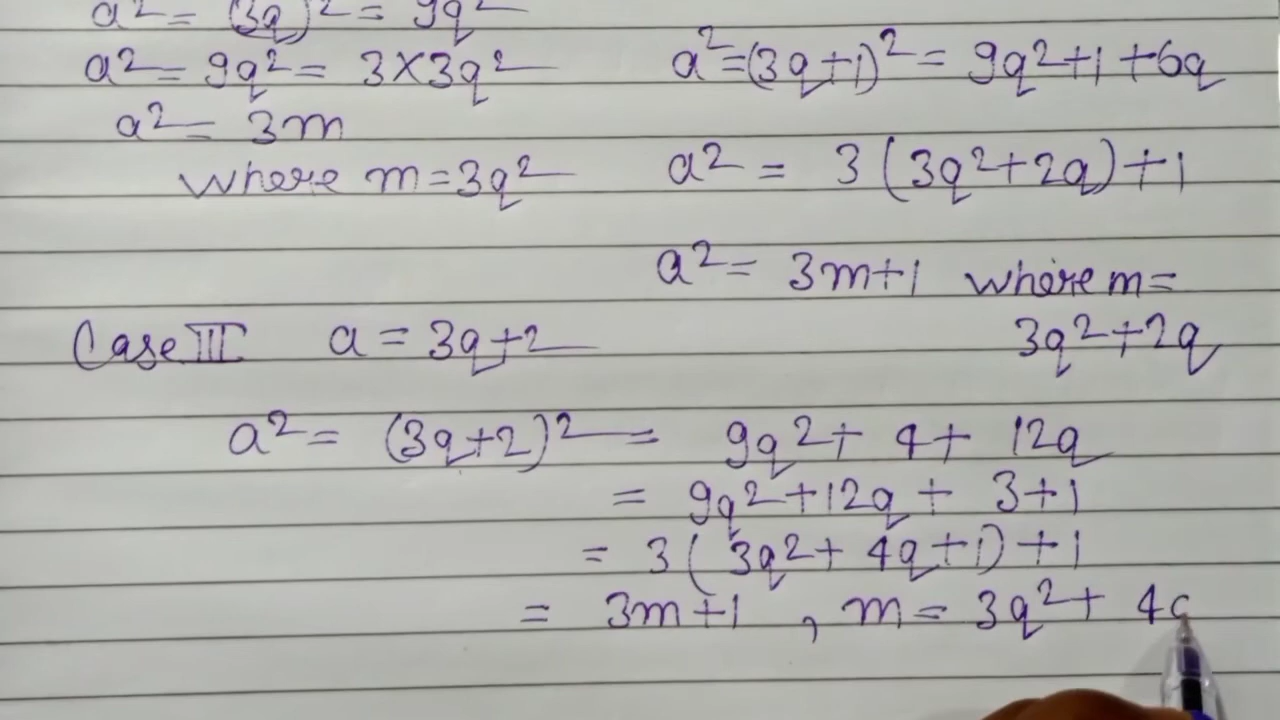 a² = (3q)² = 9q²
a² = 9q² = 3×3q²
a² = 3m
where m = 3q²
a² = (3q+1)² = 9q²+1+6q
a² = 3(3q²+2q)+1
a² = 3m+1 where m =
3q²+2q
Case III a = 3q+2
a² = (3q+2)² = 9q²+ 4+ 12q
= 9q²+12q+ 3+1
= 3(3q²+ 4q+1)+1
= 3m+1 , m = 3q²+ 4q